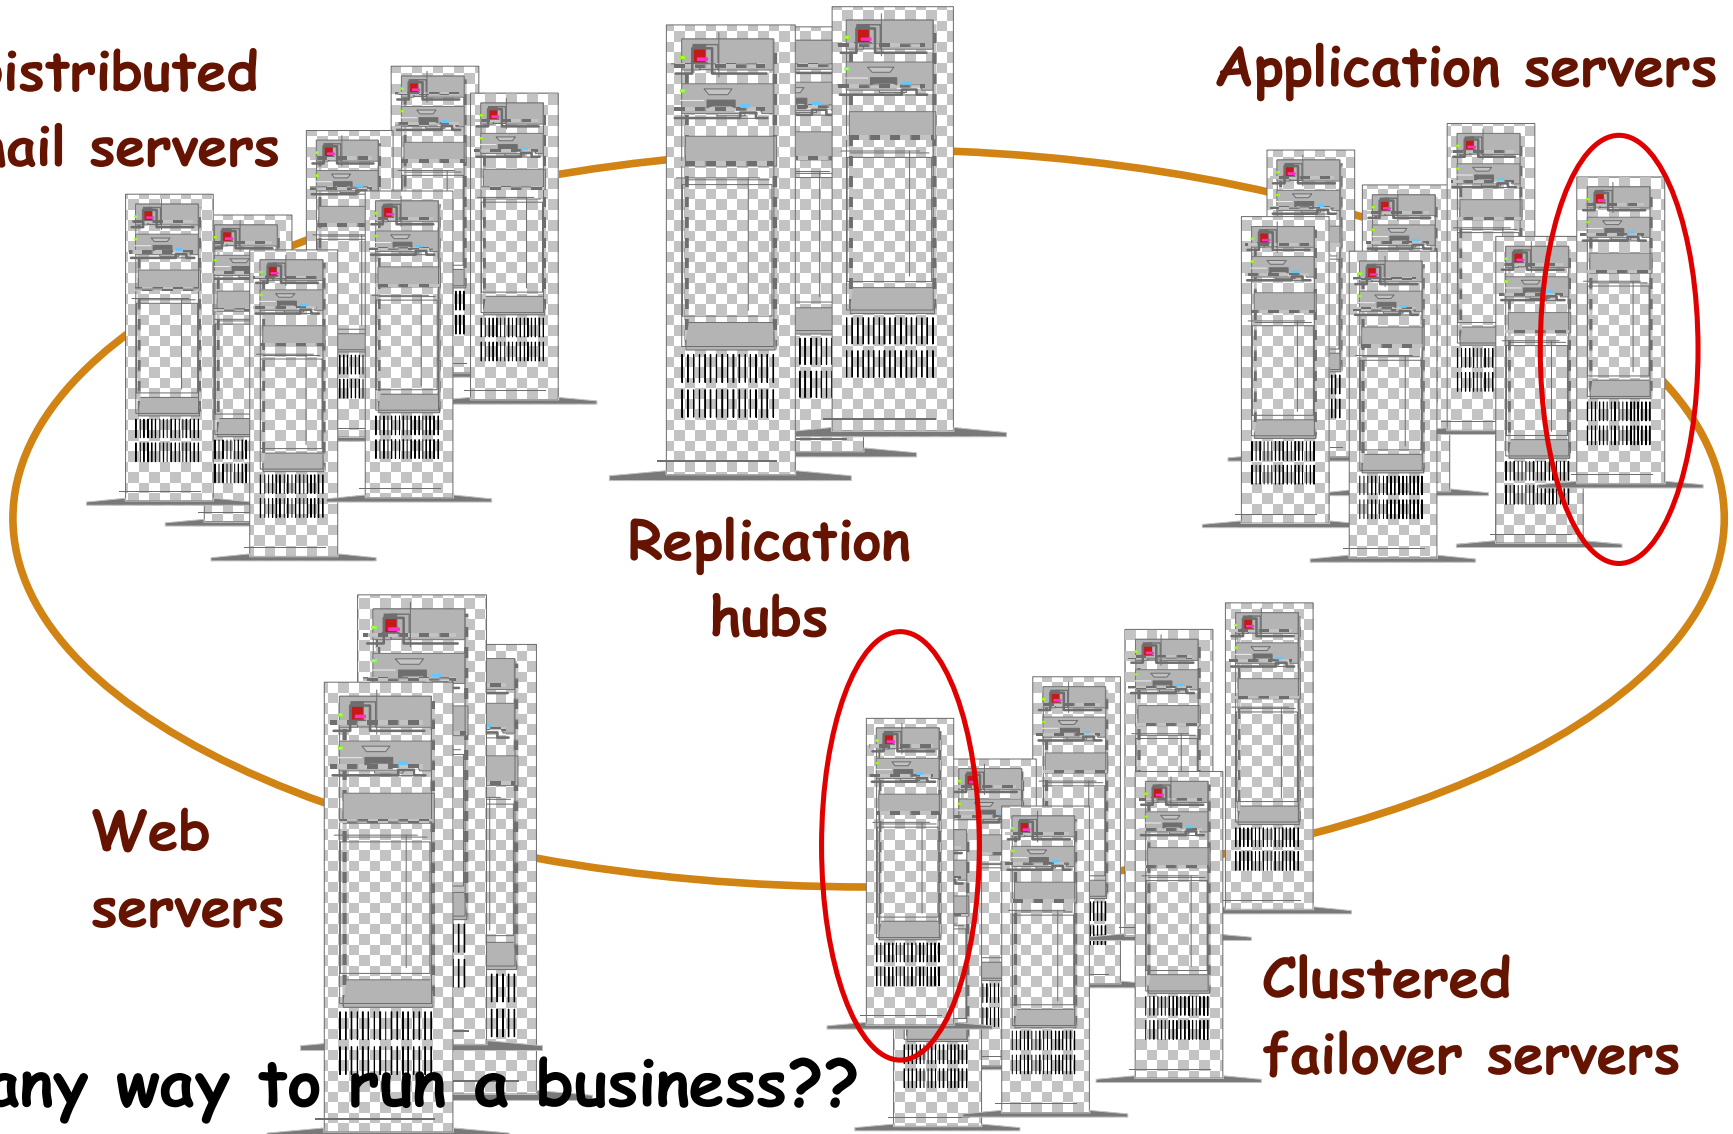 istributed
ail servers
Application servers
Replication
hubs
Web
servers
Clustered
failover servers
any way to run a business??